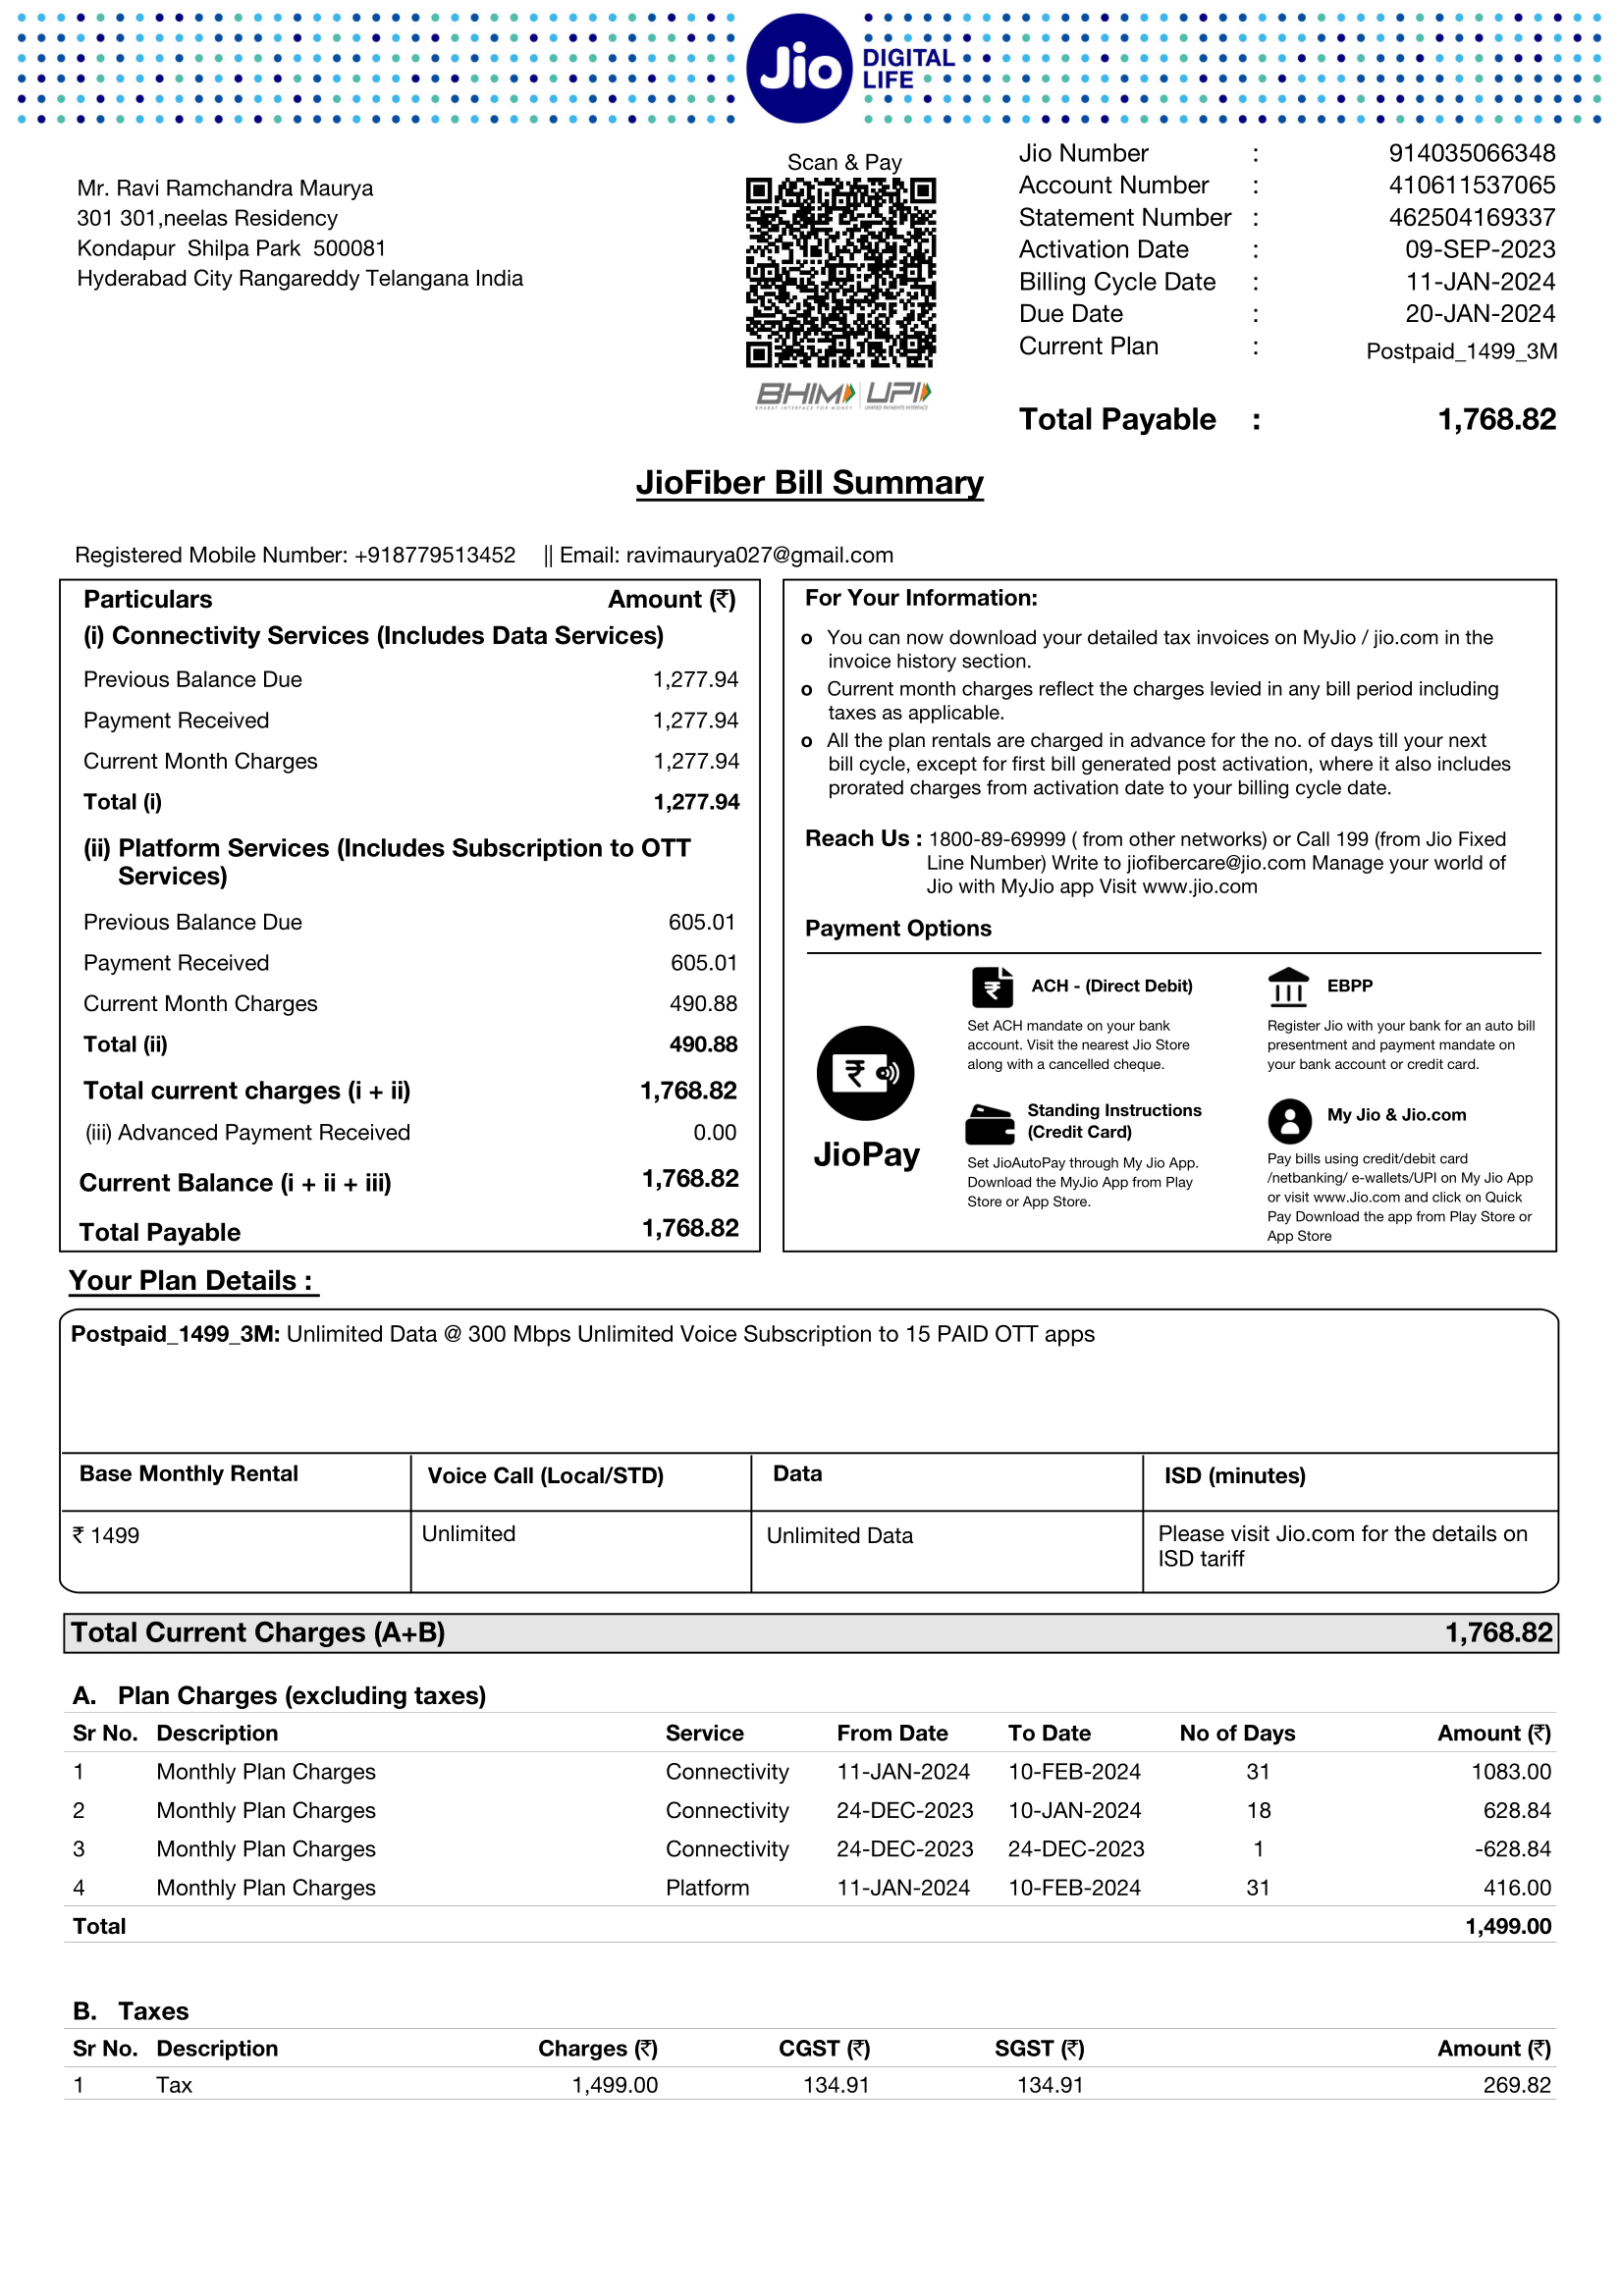 Jio DIGITAL
LIFE
Mr. Ravi Ramchandra Maurya
301 301,neelas Residency
Kondapur  Shilpa Park  500081
Hyderabad City Rangareddy Telangana India
Scan & Pay
BHIM UPI
BHARAT INTERFACE FOR MONEY UNIFIED PAYMENTS INTERFACE
Jio Number : 914035066348
Account Number : 410611537065
Statement Number : 462504169337
Activation Date : 09-SEP-2023
Billing Cycle Date : 11-JAN-2024
Due Date : 20-JAN-2024
Current Plan : Postpaid_1499_3M
Total Payable : 1,768.82
JioFiber Bill Summary
Registered Mobile Number: +918779513452 || Email: ravimaurya027@gmail.com
Particulars Amount (₹)
(i) Connectivity Services (Includes Data Services)
Previous Balance Due 1,277.94
Payment Received 1,277.94
Current Month Charges 1,277.94
Total (i) 1,277.94
(ii) Platform Services (Includes Subscription to OTT
Services)
Previous Balance Due 605.01
Payment Received 605.01
Current Month Charges 490.88
Total (ii) 490.88
Total current charges (i + ii) 1,768.82
(iii) Advanced Payment Received 0.00
Current Balance (i + ii + iii) 1,768.82
Total Payable 1,768.82
For Your Information:
o You can now download your detailed tax invoices on MyJio / jio.com in the
invoice history section.
o Current month charges reflect the charges levied in any bill period including
taxes as applicable.
o All the plan rentals are charged in advance for the no. of days till your next
bill cycle, except for first bill generated post activation, where it also includes
prorated charges from activation date to your billing cycle date.
Reach Us : 1800-89-69999 ( from other networks) or Call 199 (from Jio Fixed
Line Number) Write to jiofibercare@jio.com Manage your world of
Jio with MyJio app Visit www.jio.com
Payment Options
JioPay
ACH - (Direct Debit)
Set ACH mandate on your bank
account. Visit the nearest Jio Store
along with a cancelled cheque.
EBPP
Register Jio with your bank for an auto bill
presentment and payment mandate on
your bank account or credit card.
Standing Instructions
(Credit Card)
Set JioAutoPay through My Jio App.
Download the MyJio App from Play
Store or App Store.
My Jio & Jio.com
Pay bills using credit/debit card
/netbanking/ e-wallets/UPI on My Jio App
or visit www.Jio.com and click on Quick
Pay Download the app from Play Store or
App Store
Your Plan Details :
Postpaid_1499_3M: Unlimited Data @ 300 Mbps Unlimited Voice Subscription to 15 PAID OTT apps
Base Monthly Rental Voice Call (Local/STD) Data ISD (minutes)
₹ 1499 Unlimited Unlimited Data Please visit Jio.com for the details on
ISD tariff
Total Current Charges (A+B) 1,768.82
A. Plan Charges (excluding taxes)
Sr No. Description Service From Date To Date No of Days Amount (₹)
1 Monthly Plan Charges Connectivity 11-JAN-2024 10-FEB-2024 31 1083.00
2 Monthly Plan Charges Connectivity 24-DEC-2023 10-JAN-2024 18 628.84
3 Monthly Plan Charges Connectivity 24-DEC-2023 24-DEC-2023 1 -628.84
4 Monthly Plan Charges Platform 11-JAN-2024 10-FEB-2024 31 416.00
Total 1,499.00
B. Taxes
Sr No. Description Charges (₹) CGST (₹) SGST (₹) Amount (₹)
1 Tax 1,499.00 134.91 134.91 269.82